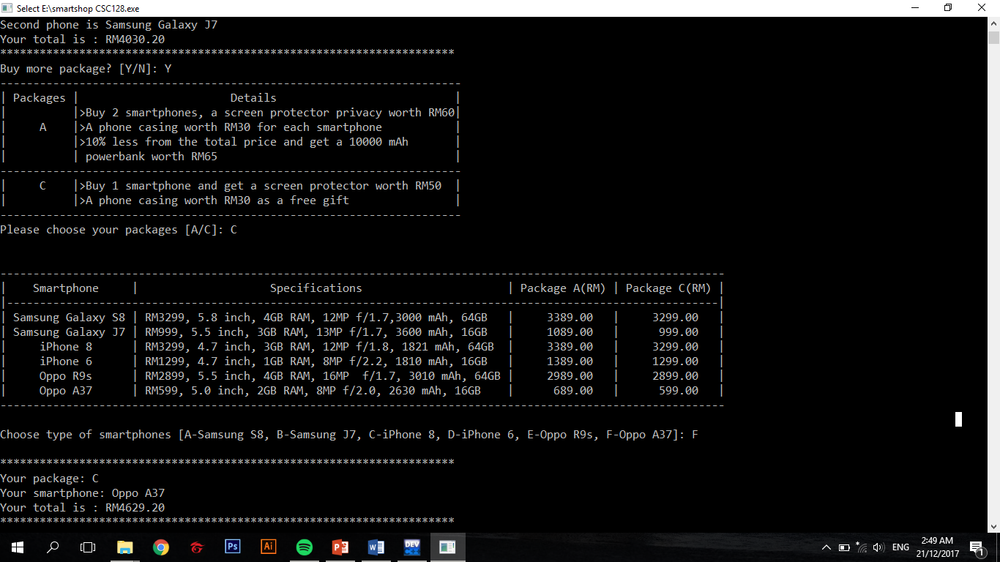 Select E:\smartshop CSC128.exe
Second phone is Samsung Galaxy J7
Your total is : RM4030.20
*********************************************************************
Buy more package? [Y/N]: Y
----------------------------------------------------------------------
| Packages |                       Details                           |
|          |>Buy 2 smartphones, a screen protector privacy worth RM60|
|     A    |>A phone casing worth RM30 for each smartphone           |
|          |>10% less from the total price and get a 10000 mAh       |
|          | powerbank worth RM65                                    |
----------------------------------------------------------------------
|     C    |>Buy 1 smartphone and get a screen protector worth RM50  |
|          |>A phone casing worth RM30 as a free gift                |
----------------------------------------------------------------------
Please choose your packages [A/C]: C
--------------------------------------------------------------------------------------------------------------
|    Smartphone     |                    Specifications                      | Package A(RM) | Package C(RM) |
|------------------------------------------------------------------------------------------------------------|
| Samsung Galaxy S8 | RM3299, 5.8 inch, 4GB RAM, 12MP f/1.7,3000 mAh, 64GB   |     3389.00   |     3299.00   |
| Samsung Galaxy J7 | RM999, 5.5 inch, 3GB RAM, 13MP f/1.7, 3600 mAh, 16GB   |     1089.00   |      999.00   |
|     iPhone 8      | RM3299, 4.7 inch, 3GB RAM, 12MP f/1.8, 1821 mAh, 64GB  |     3389.00   |     3299.00   |
|     iPhone 6      | RM1299, 4.7 inch, 1GB RAM, 8MP f/2.2, 1810 mAh, 16GB   |     1389.00   |     1299.00   |
|     Oppo R9s      | RM2899, 5.5 inch, 4GB RAM, 16MP  f/1.7, 3010 mAh, 64GB |     2989.00   |     2899.00   |
|     Oppo A37      | RM599, 5.0 inch, 2GB RAM, 8MP f/2.0, 2630 mAh, 16GB    |      689.00   |      599.00   |
--------------------------------------------------------------------------------------------------------------
Choose type of smartphones [A-Samsung S8, B-Samsung J7, C-iPhone 8, D-iPhone 6, E-Oppo R9s, F-Oppo A37]: F
*********************************************************************
Your package: C
Your smartphone: Oppo A37
Your total is : RM4629.20
*********************************************************************
Ps Ai DEV ENG 2:49 AM
21/12/2017 1